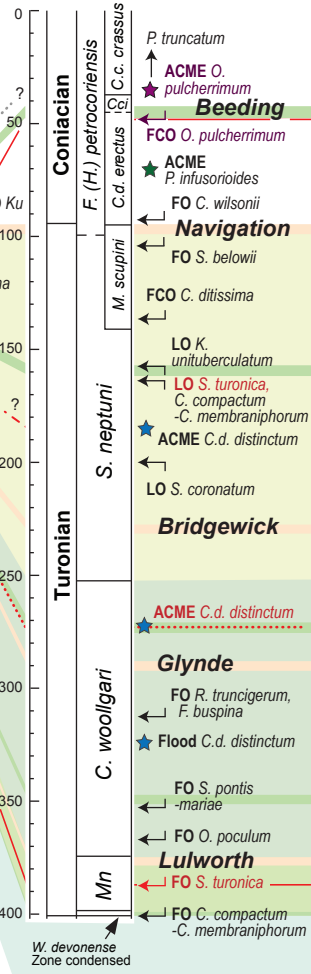 0
50
100
150
200
250
300
350
400
?
) Ku
na
?
Coniacian
Turonian
F. (H.) petrocoriensis
S. neptuni
C. woollgari
Mn
C.c. crassus
Cci
C.d. erectus
M. scupini
W. devonense
Zone condensed
P. truncatum
ACME O.
pulcherrimum
Beeding
FCO O. pulcherrimum
ACME
P. infusorioides
FO C. wilsonii
Navigation
FO S. belowii
FCO C. ditissima
LO K.
unituberculatum
LO S. turonica,
C. compactum
-C. membraniphorum
ACME C.d. distinctum
LO S. coronatum
Bridgewick
ACME C.d. distinctum
Glynde
FO R. truncigerum,
F. buspina
Flood C.d. distinctum
FO S. pontis
-mariae
FO O. poculum
Lulworth
FO S. turonica
FO C. compactum
-C. membraniphorum